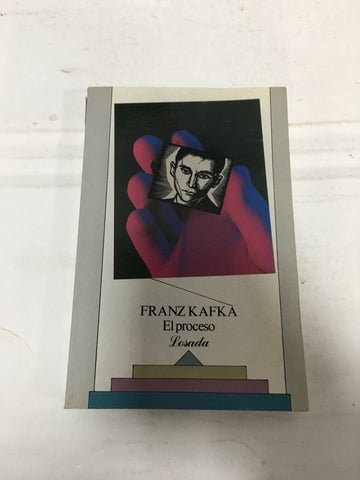 FRANZ KAFKA
El proceso
Losada